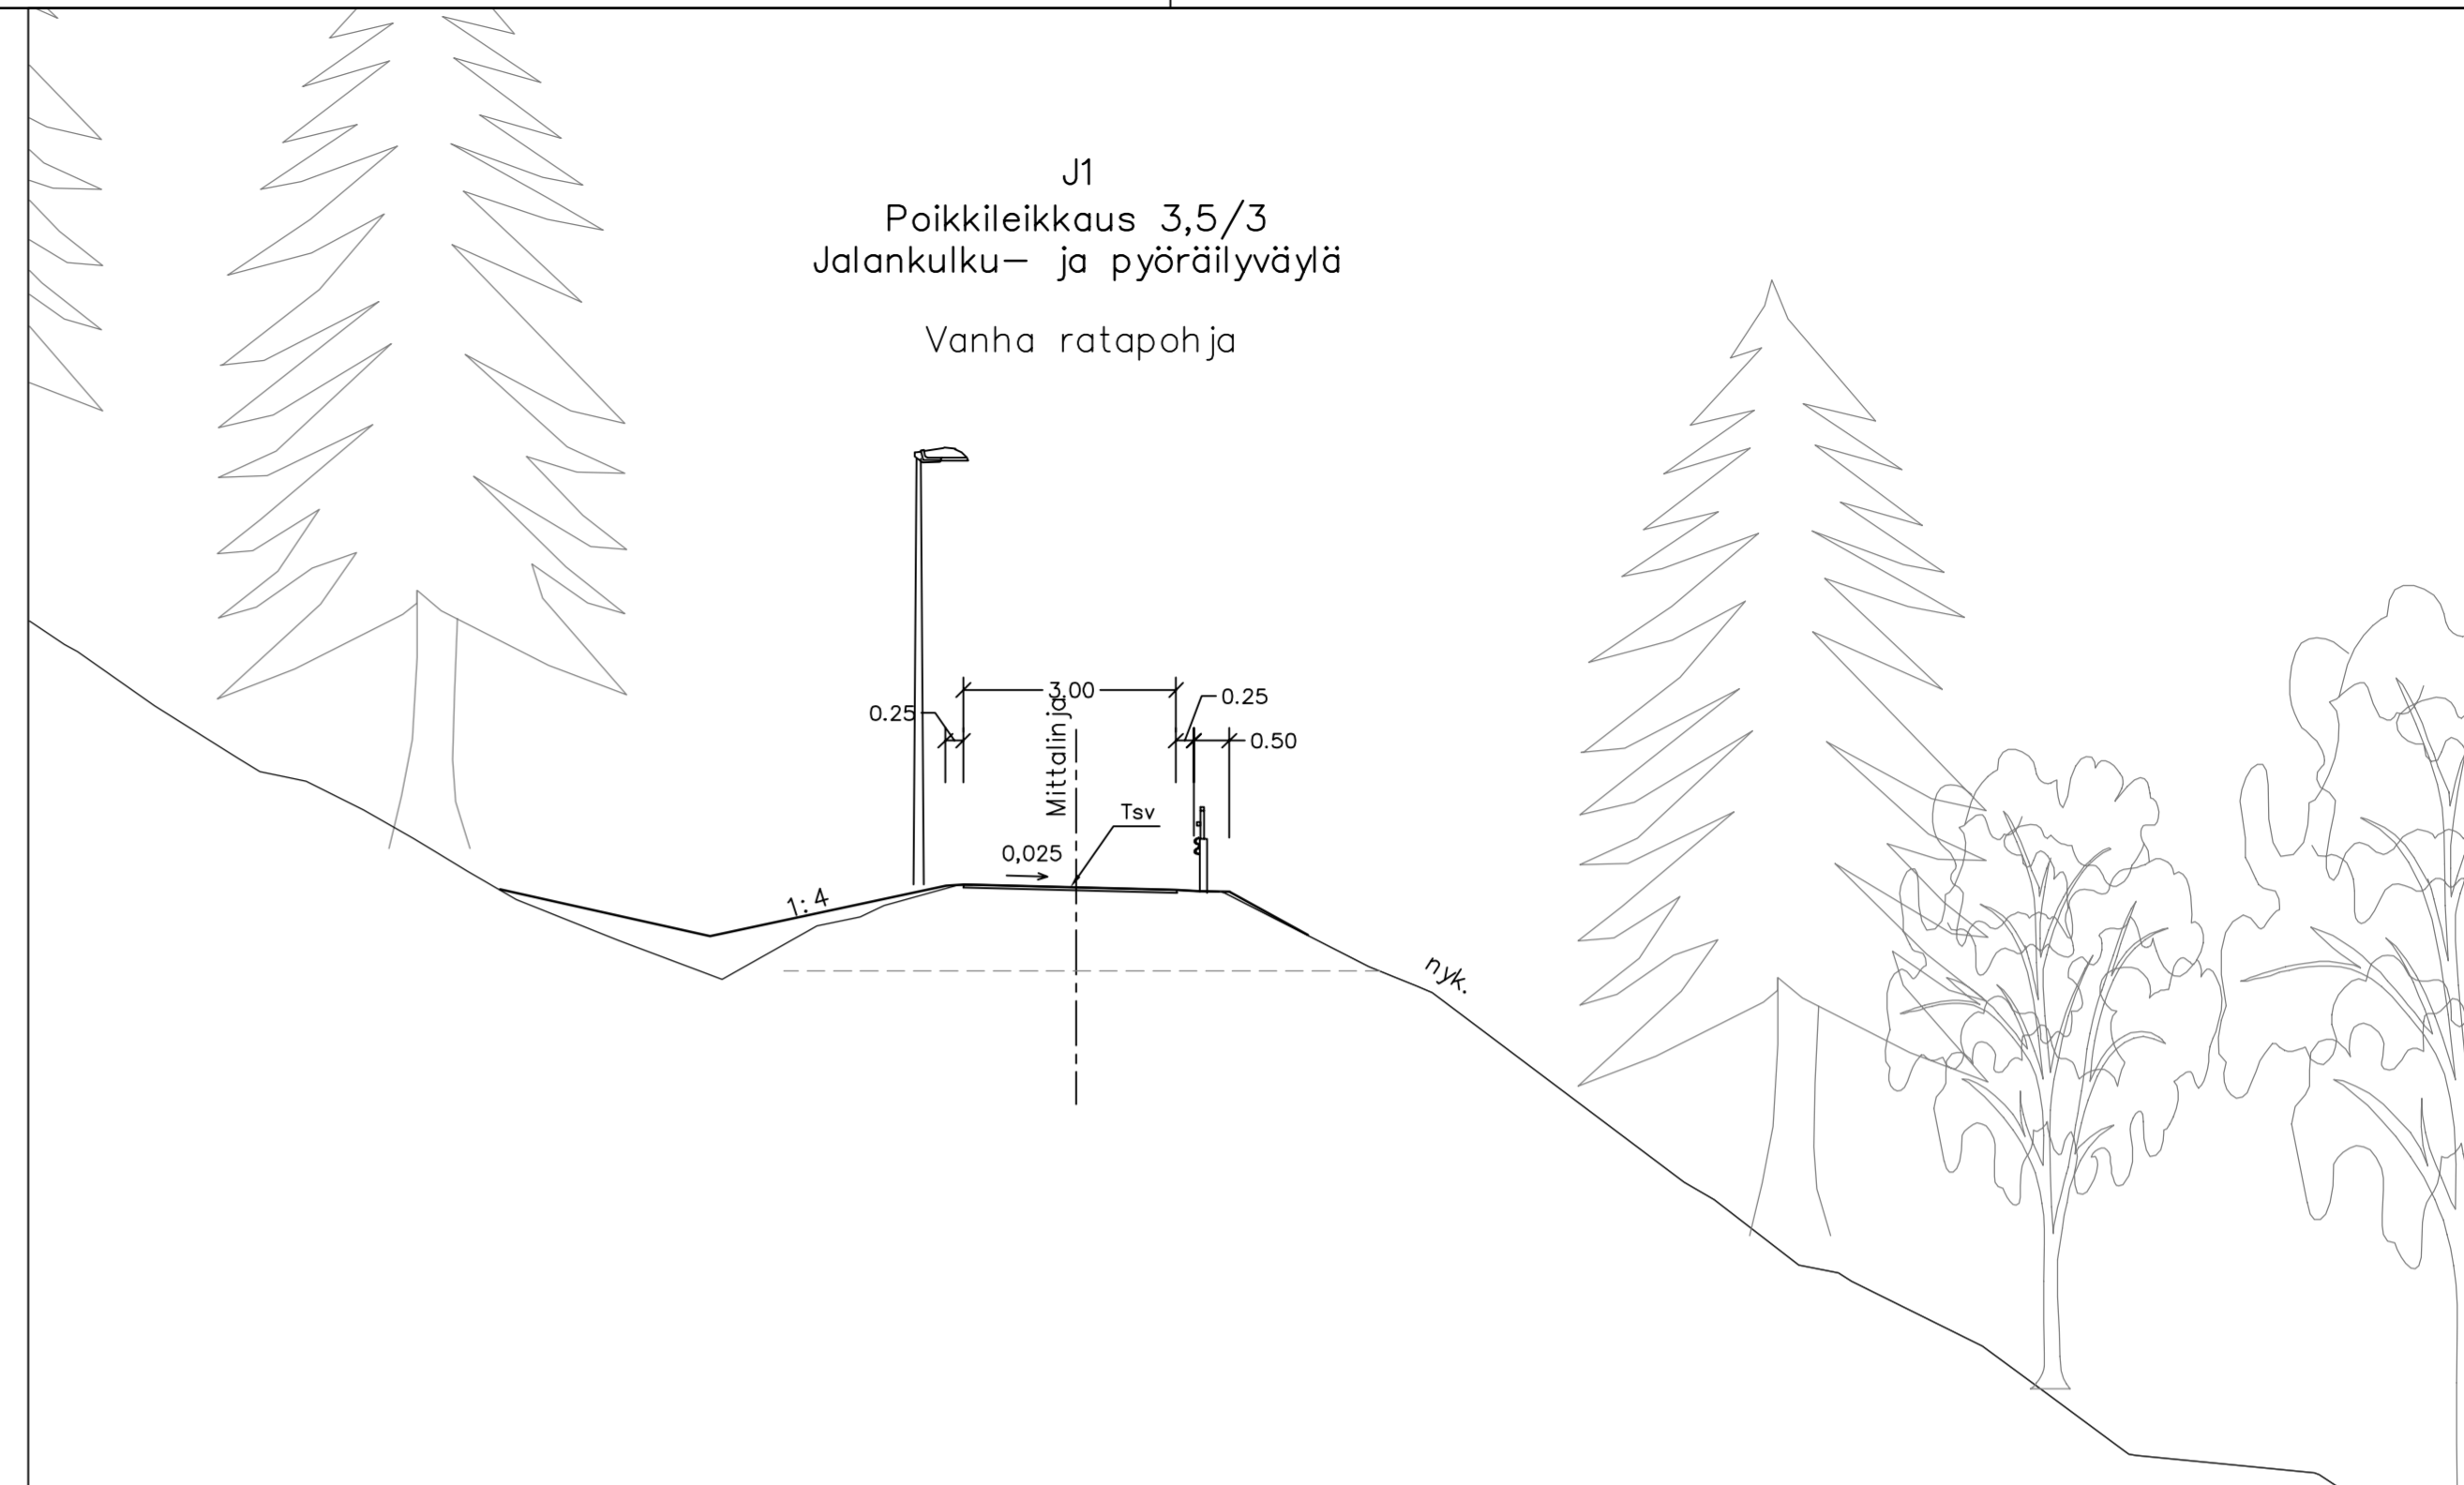 J1
Poikkileikkaus 3,5/3
Jalankulku- ja pyöräilyväylä
Vanha ratapohja
3,00
0.25
0.25
0.50
Mittalinja
Tsv
0,025
1:4
nyk.